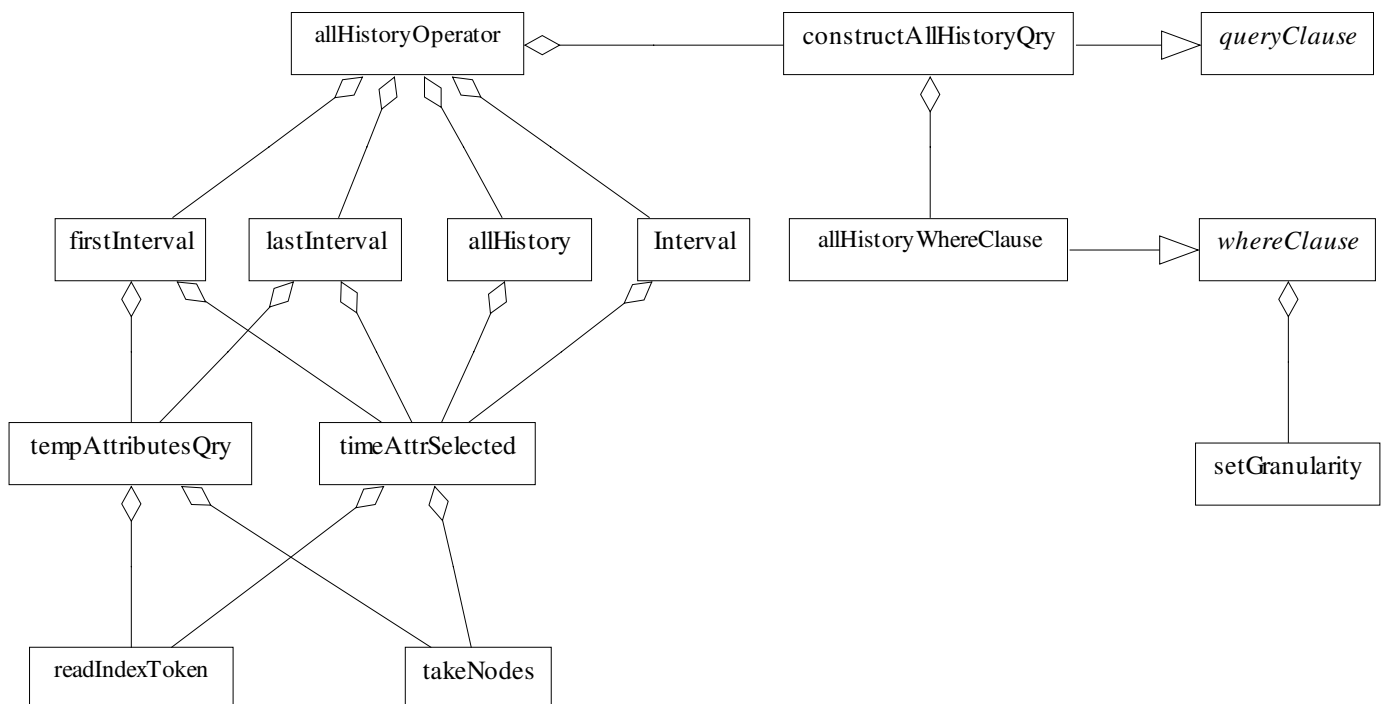 allHistoryOperator
constructAllHistoryQry
queryClause
firstInterval
lastInterval
allHistory
Interval
allHistoryWhereClause
whereClause
tempAttributesQry
timeAttrSelected
setGranularity
readIndexToken
takeNodes